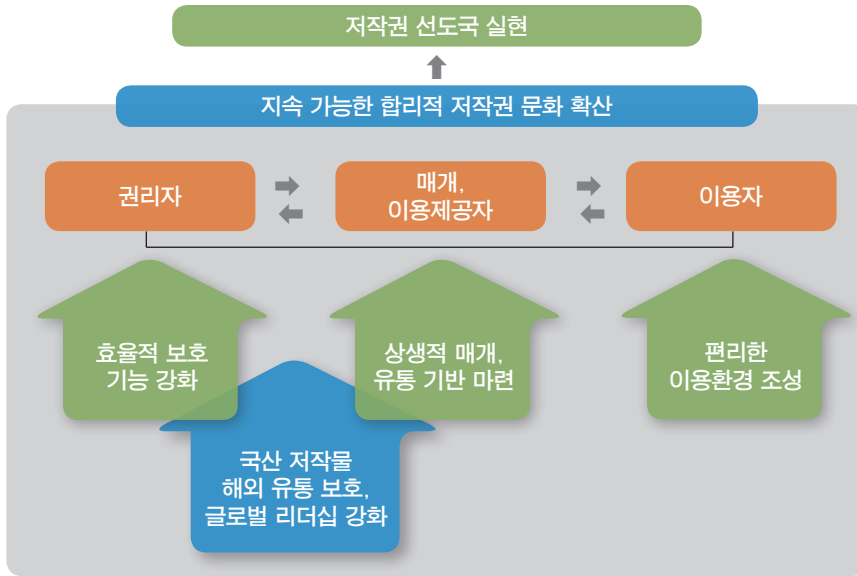 저작권 선도국 실현
지속 가능한 합리적 저작권 문화 확산
권리자
매개,
이용제공자
이용자
효율적 보호
기능 강화
상생적 매개,
유통 기반 마련
편리한
이용환경 조성
국산 저작물
해외 유통 보호,
글로벌 리더십 강화